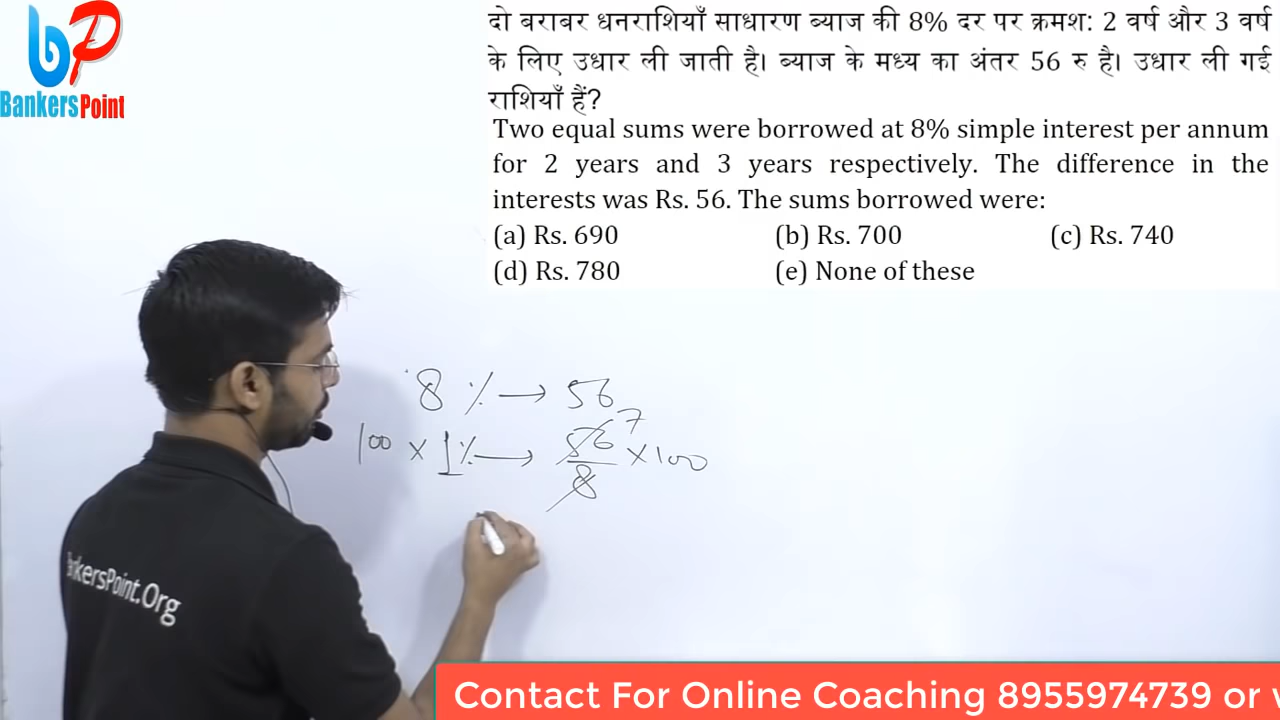 bp
BankersPoint
दो बराबर धनराशियाँ साधारण ब्याज की 8% दर पर क्रमश: 2 वर्ष और 3 वर्ष
के लिए उधार ली जाती है। ब्याज के मध्य का अंतर 56 रु है। उधार ली गई
राशियाँ हैं?
Two equal sums were borrowed at 8% simple interest per annum
for 2 years and 3 years respectively. The difference in the
interests was Rs. 56. The sums borrowed were:
(a) Rs. 690 (b) Rs. 700 (c) Rs. 740
(d) Rs. 780 (e) None of these
8 % → 56
7
100 × 1% → 56/8 × 100
BankersPoint.Org
Contact For Online Coaching 8955974739 or